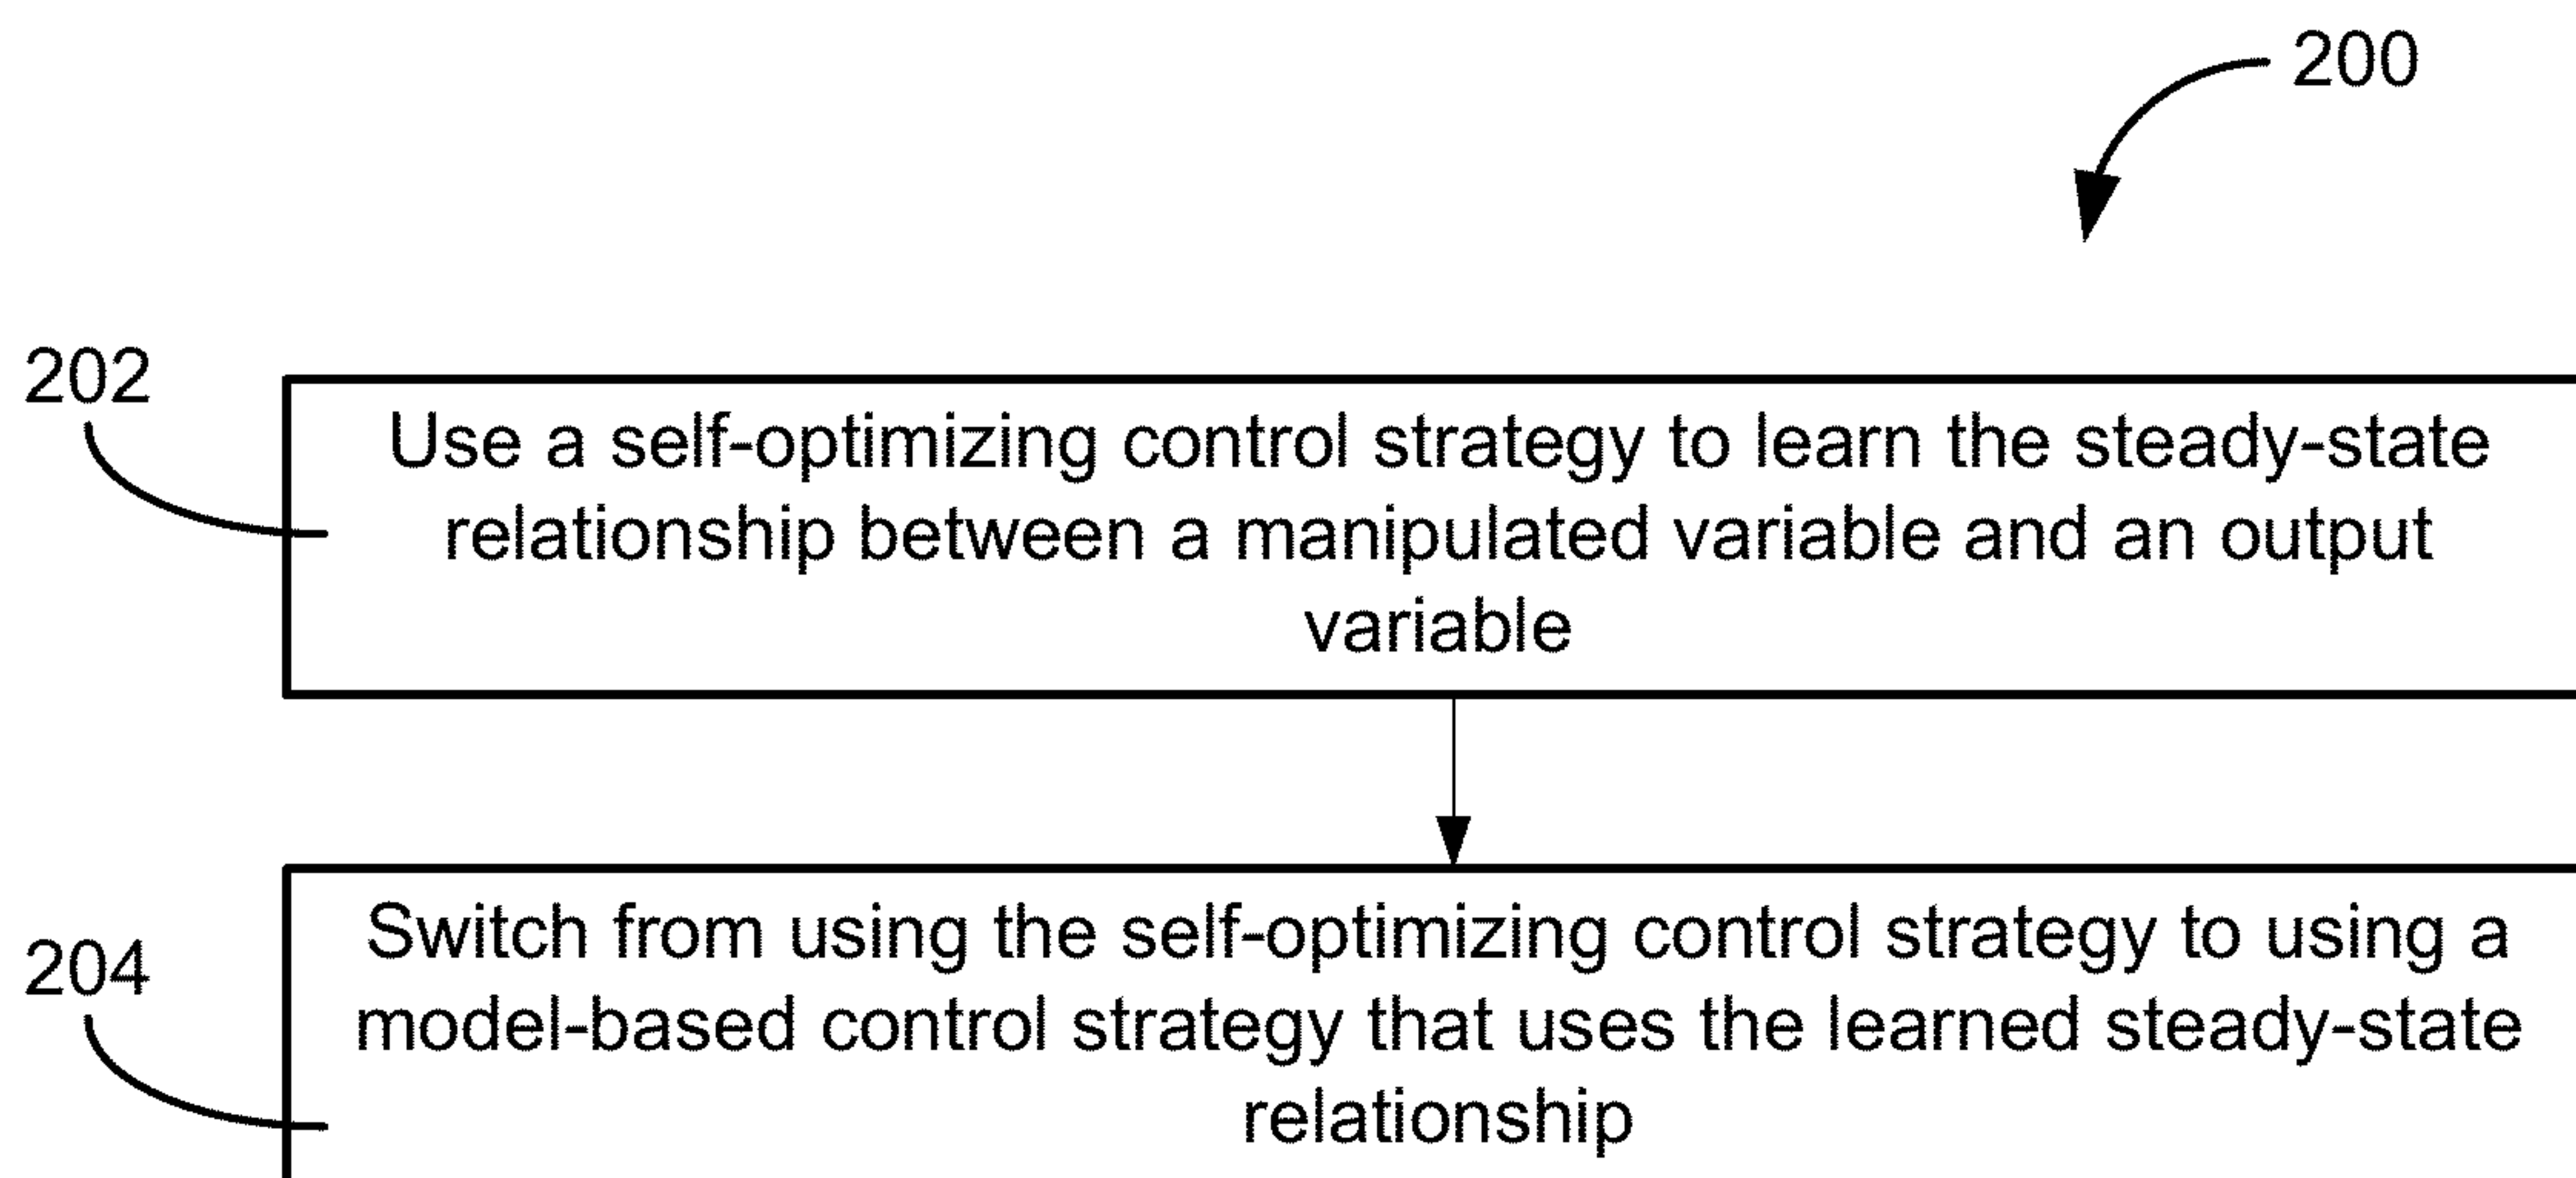 200
202
Use a self-optimizing control strategy to learn the steady-state
relationship between a manipulated variable and an output
variable
204
Switch from using the self-optimizing control strategy to using a
model-based control strategy that uses the learned steady-state
relationship